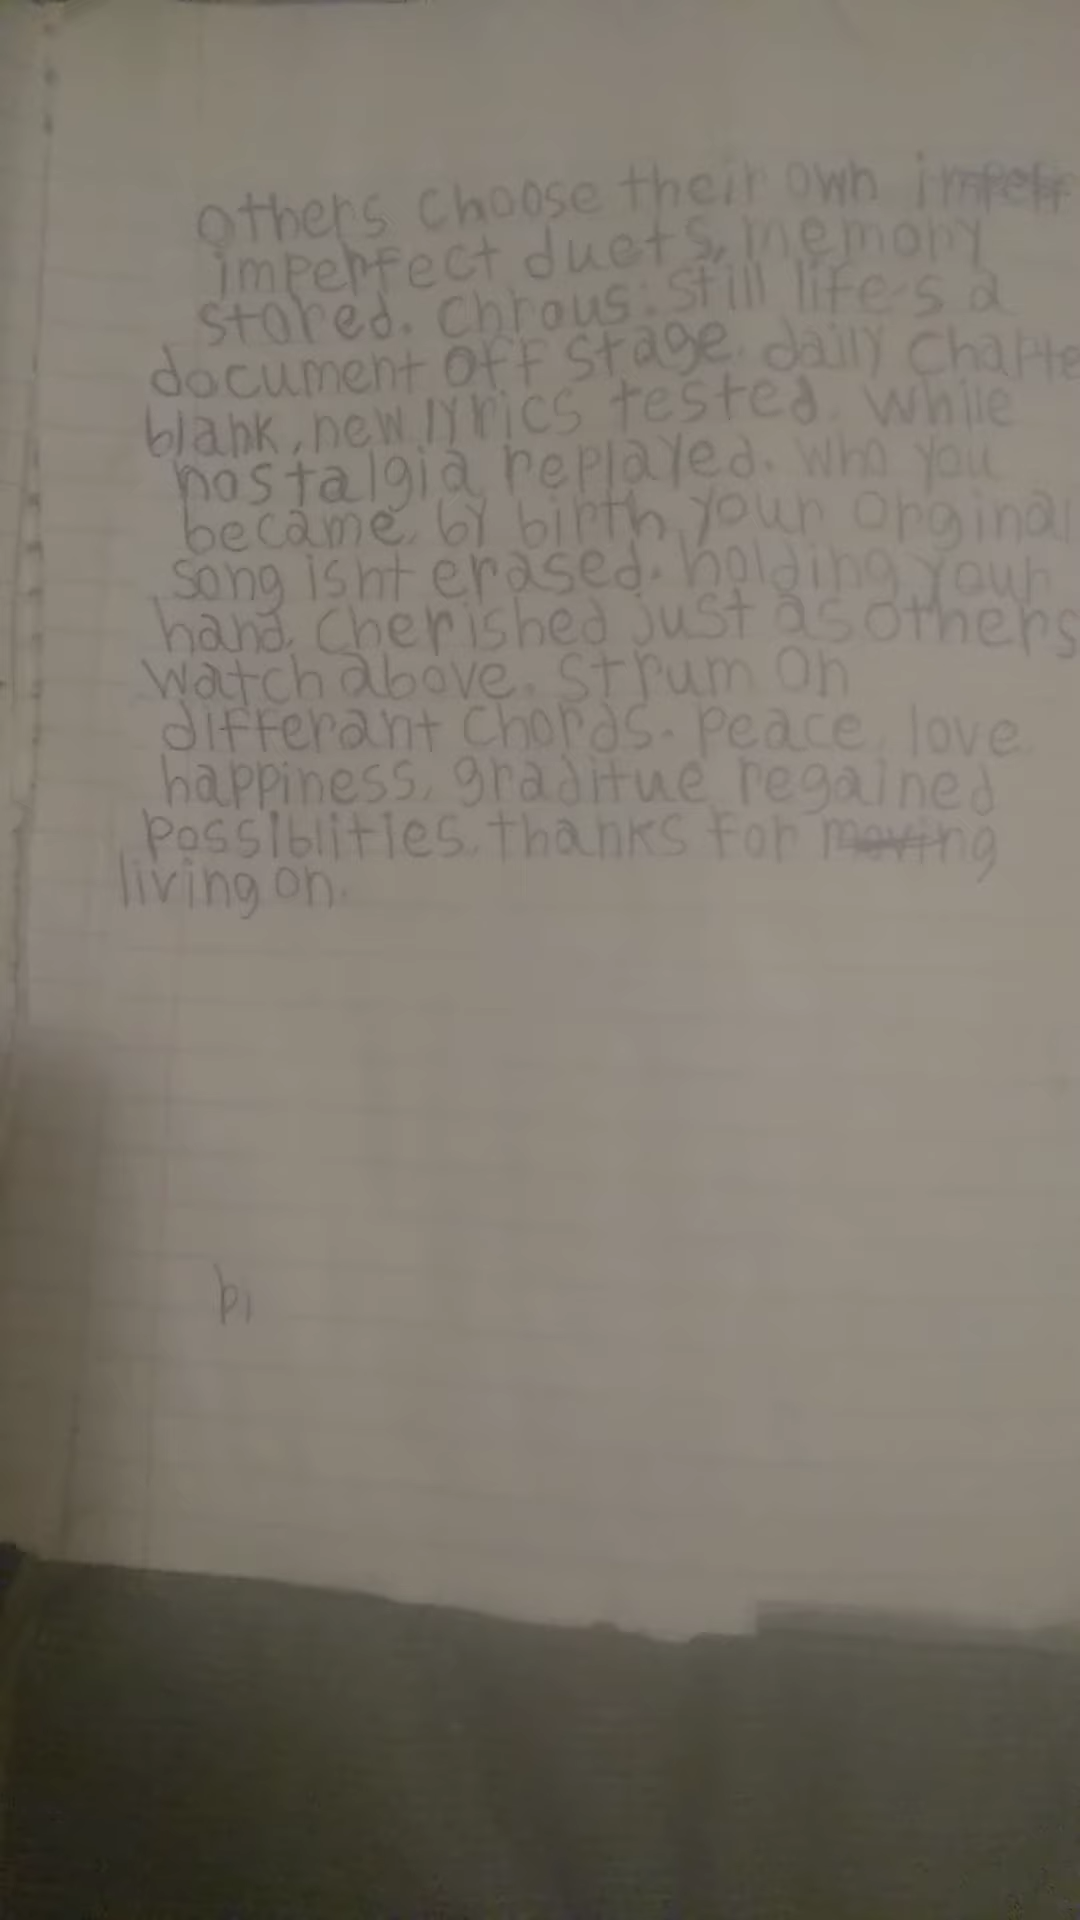 others choose their own
imperfect duets, memory
stored. Chrous: still life-s a
document off stage. daily Chapte
blank, new lyrics tested. While
nostalgia replayed. Who you
became, by birth, your orginal
song isnt erased. holding your
hand. Cherished just as others
watch above. Strum on
differant Chords. Peace, love
happiness, graditue regained
possiblities. thanks for moving
living on.
pi